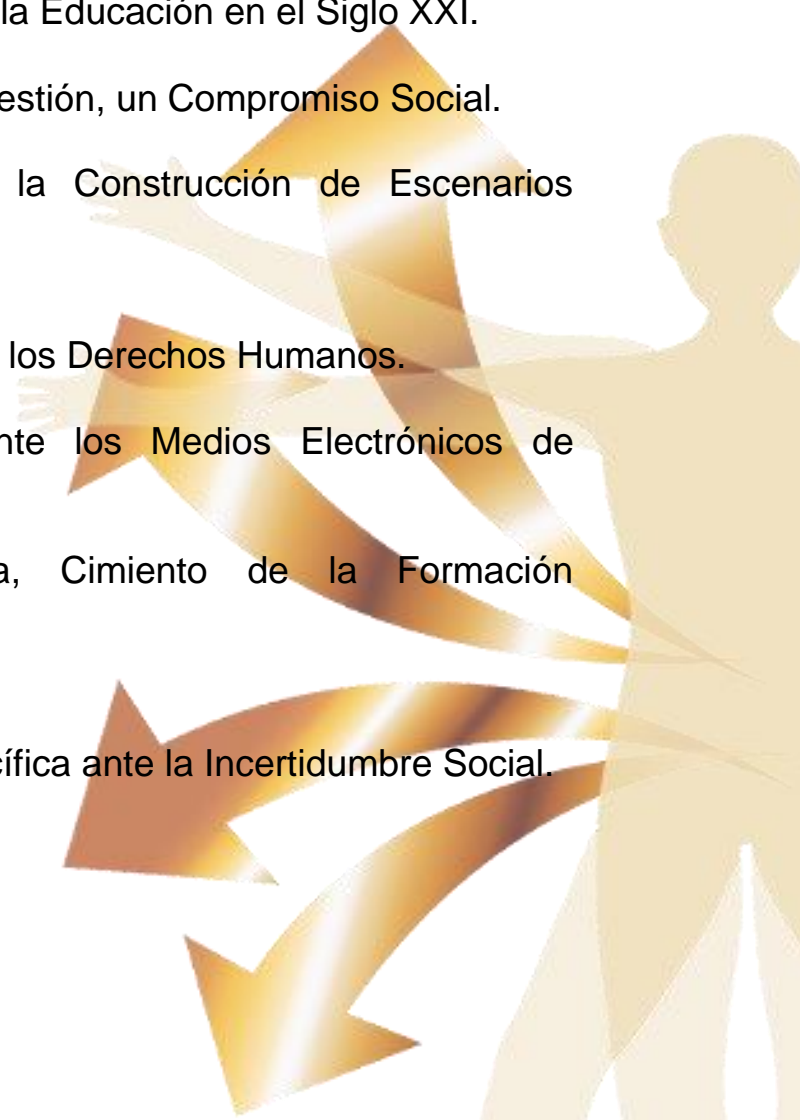 la Educación en el Siglo XXI.
estión, un Compromiso Social.
la Construcción de Escenarios
los Derechos Humanos.
nte los Medios Electrónicos de
a, Cimiento de la Formación
cífica ante la Incertidumbre Social.